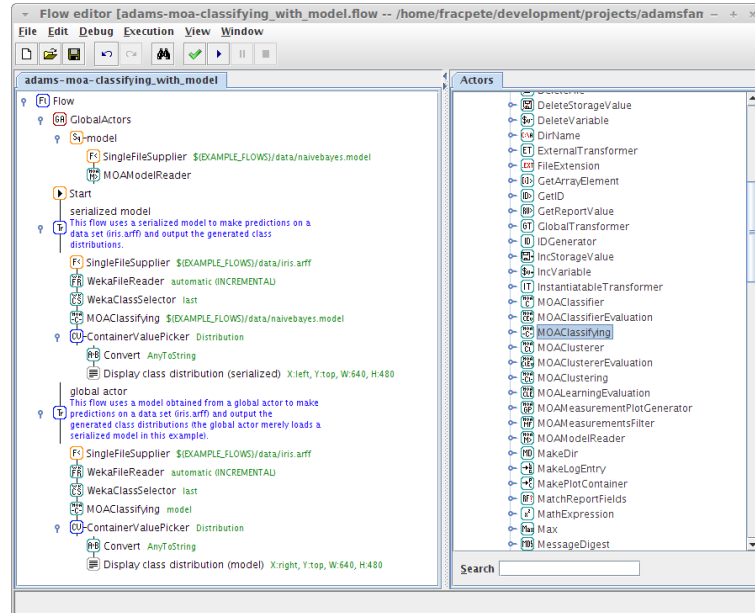 Flow editor [adams-moa-classifying_with_model.flow -- /home/fracpete/development/projects/adamsfam
File Edit Debug Execution View Window
adams-moa-classifying_with_model
Flow
GlobalActors
model
SingleFileSupplier ${EXAMPLE_FLOWS}/data/naivebayes.model
MOAModelReader
Start
serialized model
This flow uses a serialized model to make predictions on a
data set (iris.arff) and output the generated class
distributions.
SingleFileSupplier ${EXAMPLE_FLOWS}/data/iris.arff
WekaFileReader automatic (INCREMENTAL)
WekaClassSelector last
MOAClassifying ${EXAMPLE_FLOWS}/data/naivebayes.model
ContainerValuePicker Distribution
Convert AnyToString
Display class distribution (serialized) X:left, Y:top, W:640, H:480
global actor
This flow uses a model obtained from a global actor to make
predictions on a data set (iris.arff) and output the
generated class distributions (the global actor merely loads a
serialized model in this example).
SingleFileSupplier ${EXAMPLE_FLOWS}/data/iris.arff
WekaFileReader automatic (INCREMENTAL)
WekaClassSelector last
MOAClassifying model
ContainerValuePicker Distribution
Convert AnyToString
Display class distribution (model) X:right, Y:top, W:640, H:480
Actors
DeleteFile
DeleteStorageValue
DeleteVariable
DirName
ExternalTransformer
FileExtension
GetArrayElement
GetID
GetReportValue
GlobalTransformer
IDGenerator
IncStorageValue
IncVariable
InstantiatableTransformer
MOAClassifier
MOAClassifierEvaluation
MOAClassifying
MOAClusterer
MOAClustererEvaluation
MOAClustering
MOALearningEvaluation
MOAMeasurementPlotGenerator
MOAMeasurementsFilter
MOAModelReader
MakeDir
MakeLogEntry
MakePlotContainer
MatchReportFields
MathExpression
Max
MessageDigest
Search